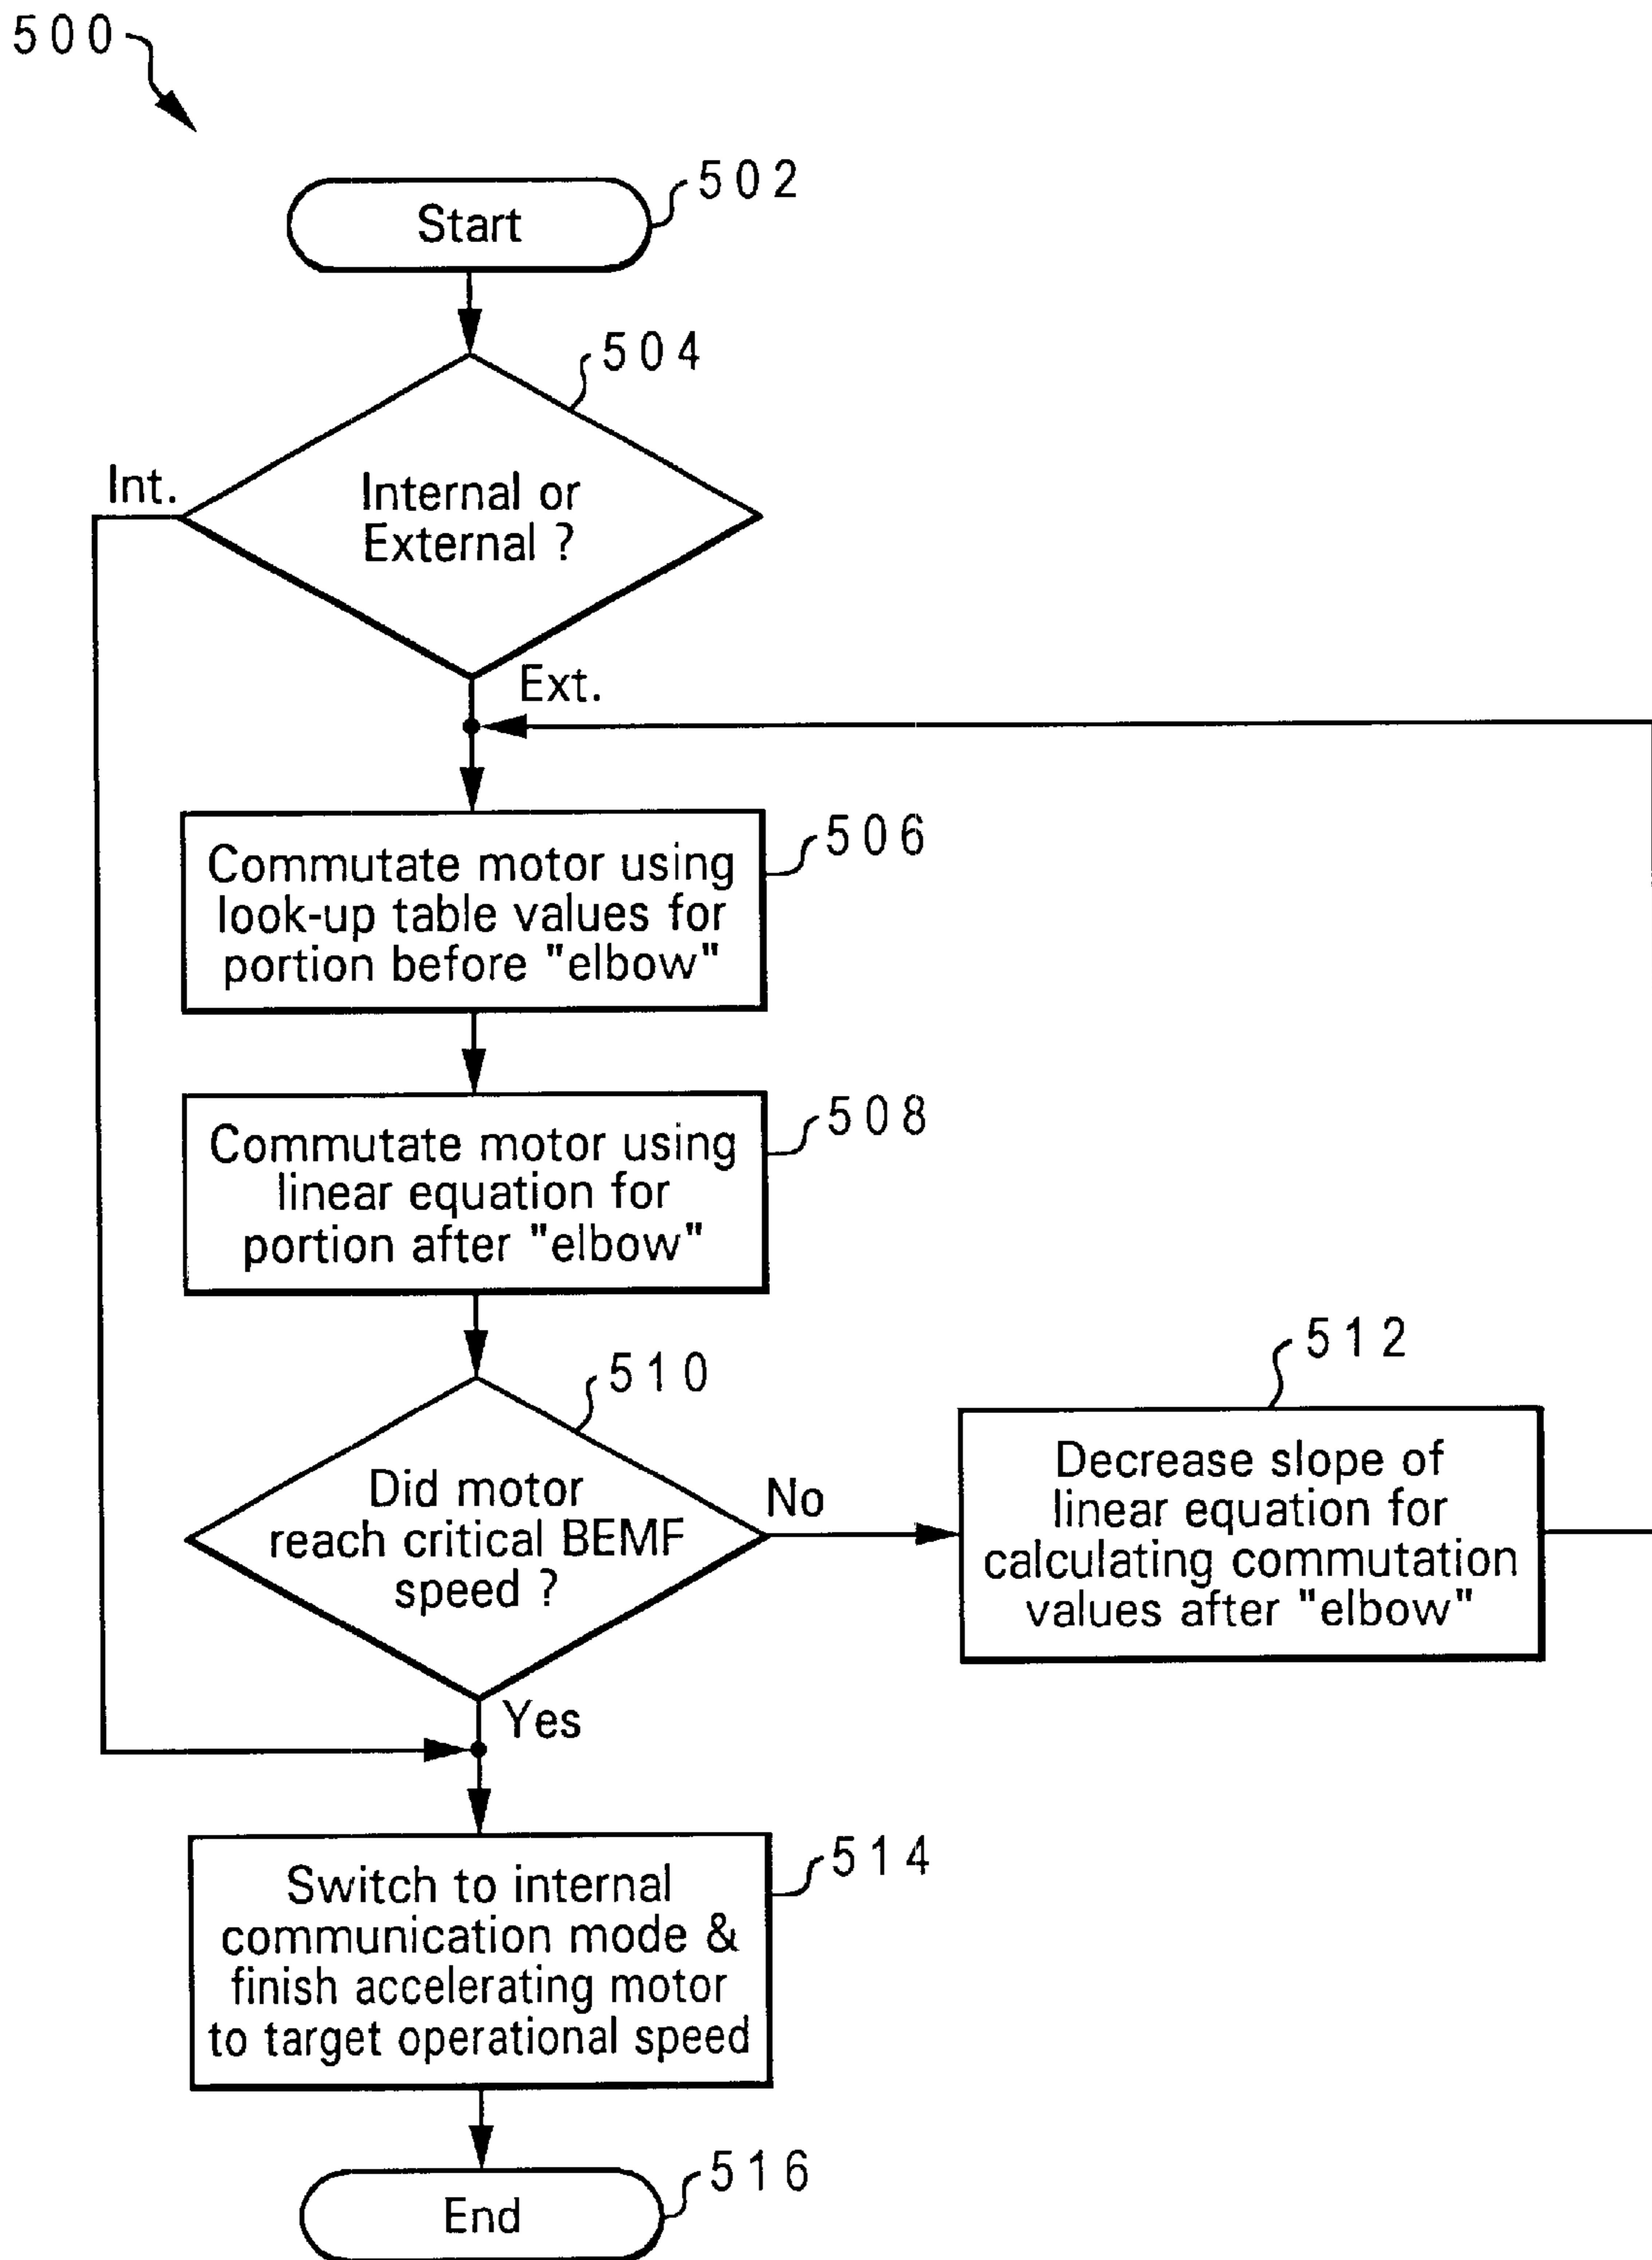 500
502
Start
504
Int.
Internal or
External ?
Ext.
506
Commutate motor using
look-up table values for
portion before "elbow"
508
Commutate motor using
linear equation for
portion after "elbow"
510
512
Did motor
reach critical BEMF
speed ?
No
Decrease slope of
linear equation for
calculating commutation
values after "elbow"
Yes
514
Switch to internal
communication mode &
finish accelerating motor
to target operational speed
516
End